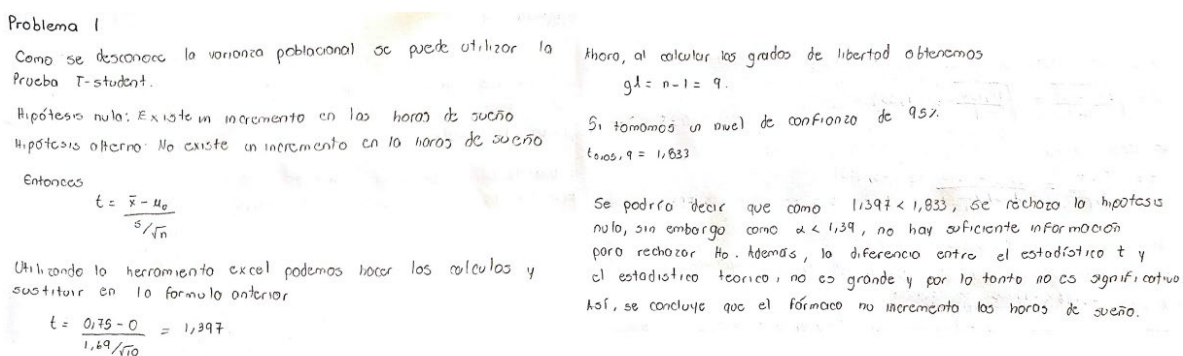 Problema 1
Como se desconoce la varianza poblacional se puede utilizar la
Prueba T-student.
Hipótesis nula: Existe un incremento en las horas de sueño
Hipótesis alterna: No existe un incremento en la horas de sueño
Entonces
t = x̄ - μ₀
s/√n
Utilizando la herramienta excel podemos hacer los calculos y
sustituir en la formula anterior
t = 0,75 - 0 = 1,397
1,69/√10
Ahora, al calcular los grados de libertad obtenemos
gl = n-1 = 9.
Si tomamos un nivel de confianza de 95%.
t0,05, 9 = 1,833
Se podría decir que como 1,397 < 1,833, se rechaza la hipotesis
nula, sin embargo como α < 1,39, no hay suficiente información
para rechazar Ho. Además, la diferencia entre el estadístico t y
el estadistico teorico, no es grande y por lo tanto no es significativo
Así, se concluye que el fármaco no incrementa las horas de sueño.